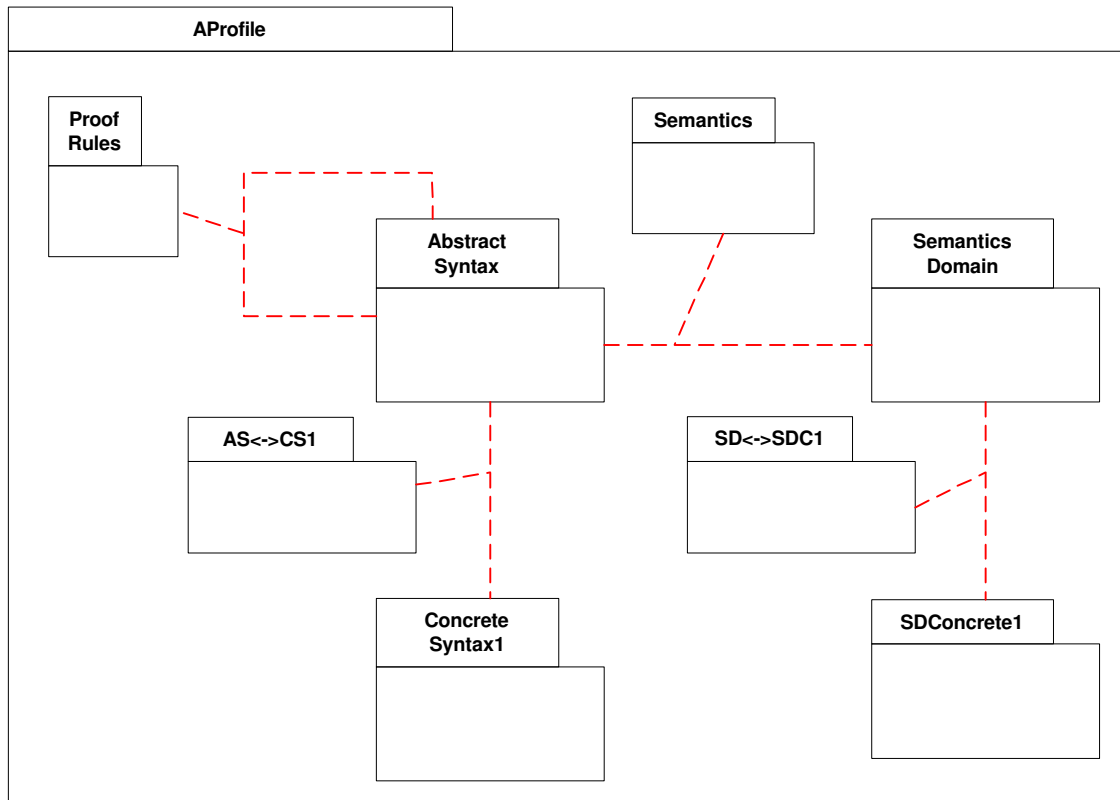 AProfile
Proof
Rules
Semantics
Abstract
Syntax
Semantics
Domain
AS<->CS1
SD<->SDC1
Concrete
Syntax1
SDConcrete1